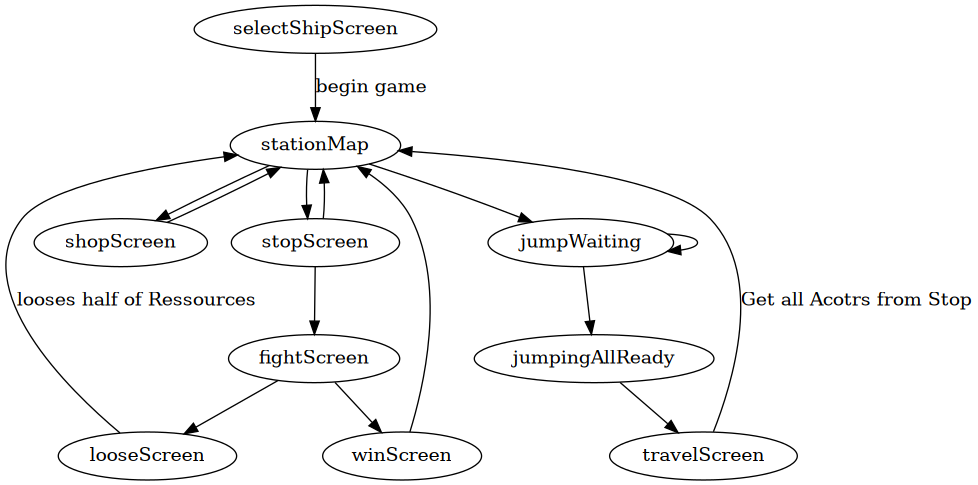 selectShipScreen
begin game
stationMap
shopScreen
stopScreen
jumpWaiting
looses half of Ressources
Get all Acotrs from Stop
fightScreen
jumpingAllReady
looseScreen
winScreen
travelScreen